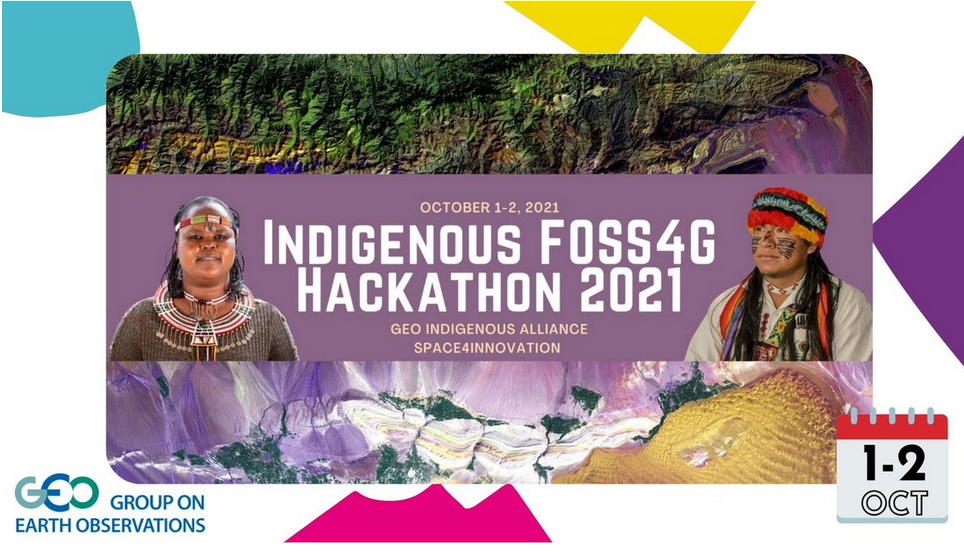 OCTOBER 1-2, 2021
INDIGENOUS FOSS4G
HACKATHON 2021
GEO INDIGENOUS ALLIANCE
SPACE4INNOVATION
1-2
OCT
GEO GROUP ON
EARTH OBSERVATIONS